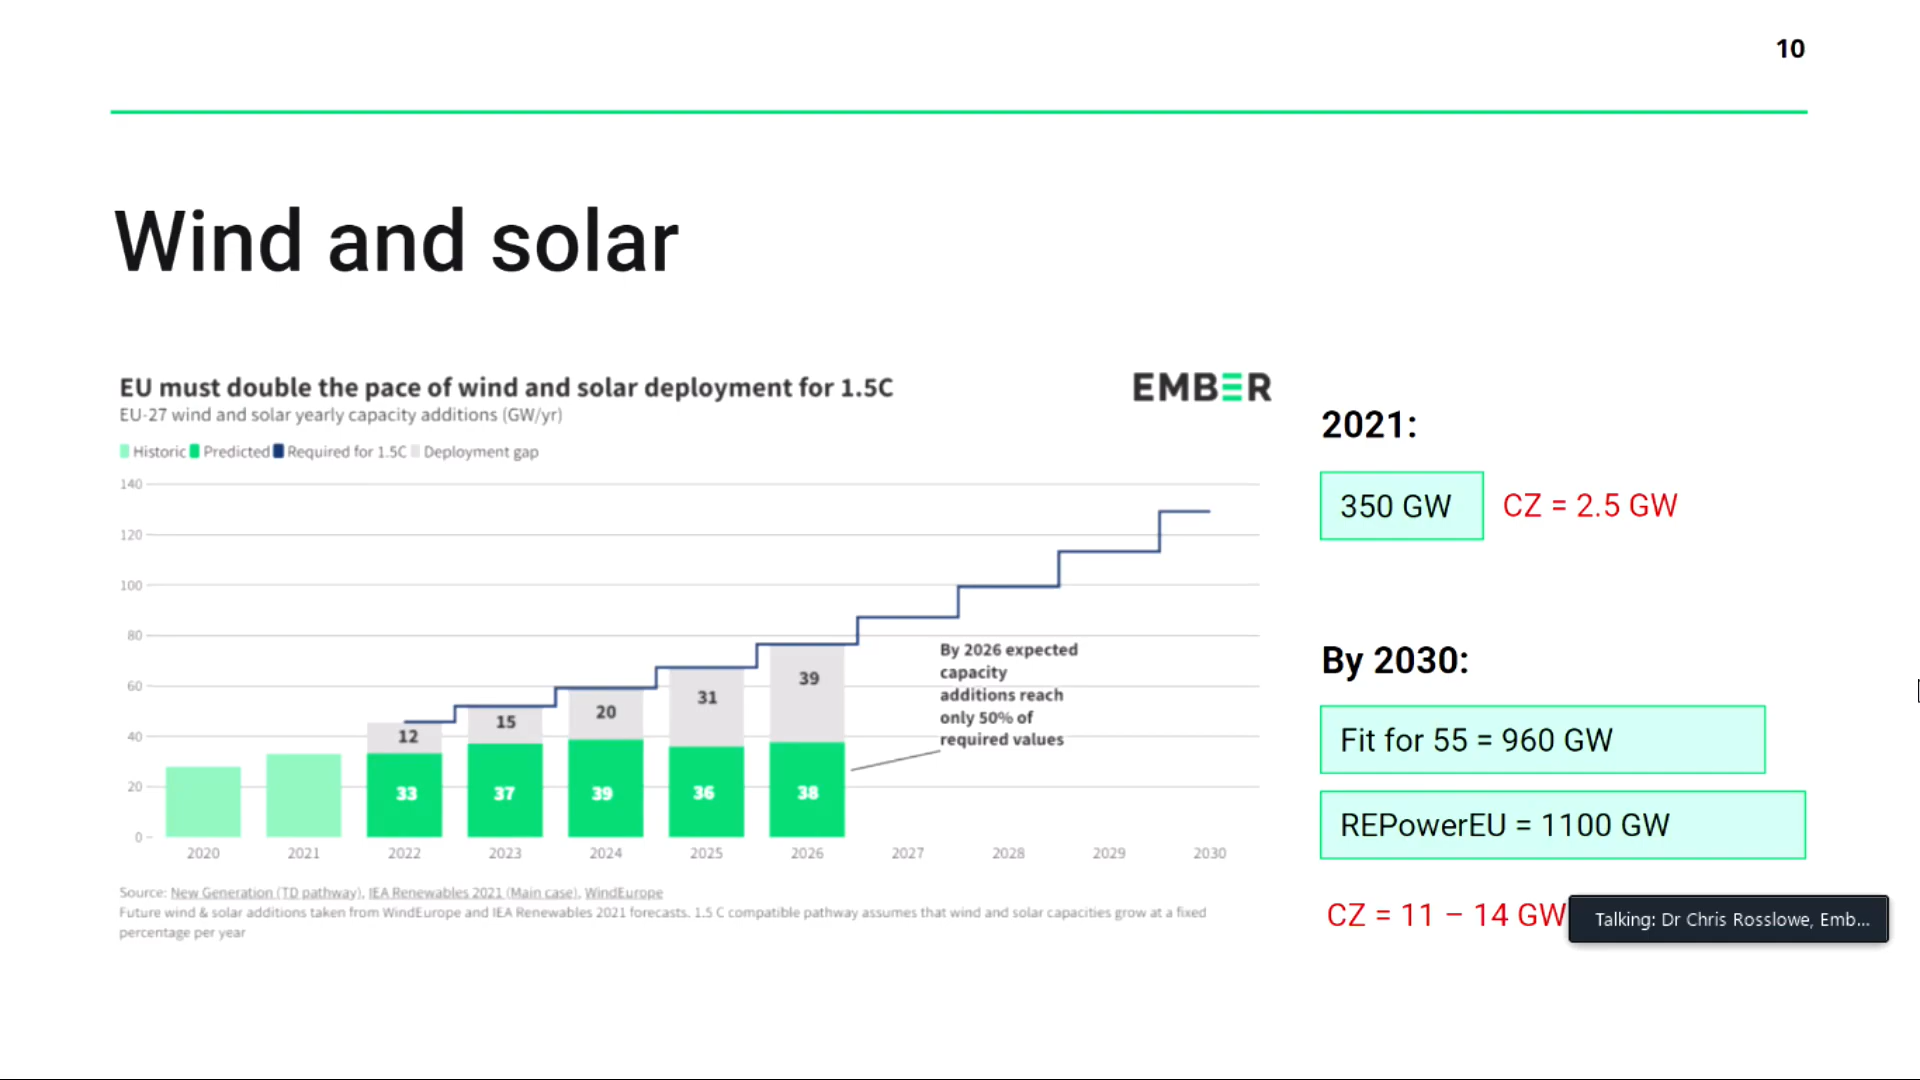 10
Wind and solar
EU must double the pace of wind and solar deployment for 1.5C
EMBER
EU-27 wind and solar yearly capacity additions (GW/yr)
Historic Predicted Required for 1.5C Deployment gap
140
120
100
80
60
40
20
0
12
15
20
31
39
33
37
39
36
38
By 2026 expected
capacity
additions reach
only 50% of
required values
2020 2021 2022 2023 2024 2025 2026 2027 2028 2029 2030
Source: New Generation (TD pathway), IEA Renewables 2021 (Main case), WindEurope
Future wind & solar additions taken from WindEurope and IEA Renewables 2021 forecasts. 1.5 C compatible pathway assumes that wind and solar capacities grow at a fixed
percentage per year
2021:
350 GW CZ = 2.5 GW
By 2030:
Fit for 55 = 960 GW
REPowerEU = 1100 GW
CZ = 11 – 14 GW
Talking: Dr Chris Rosslowe, Emb...